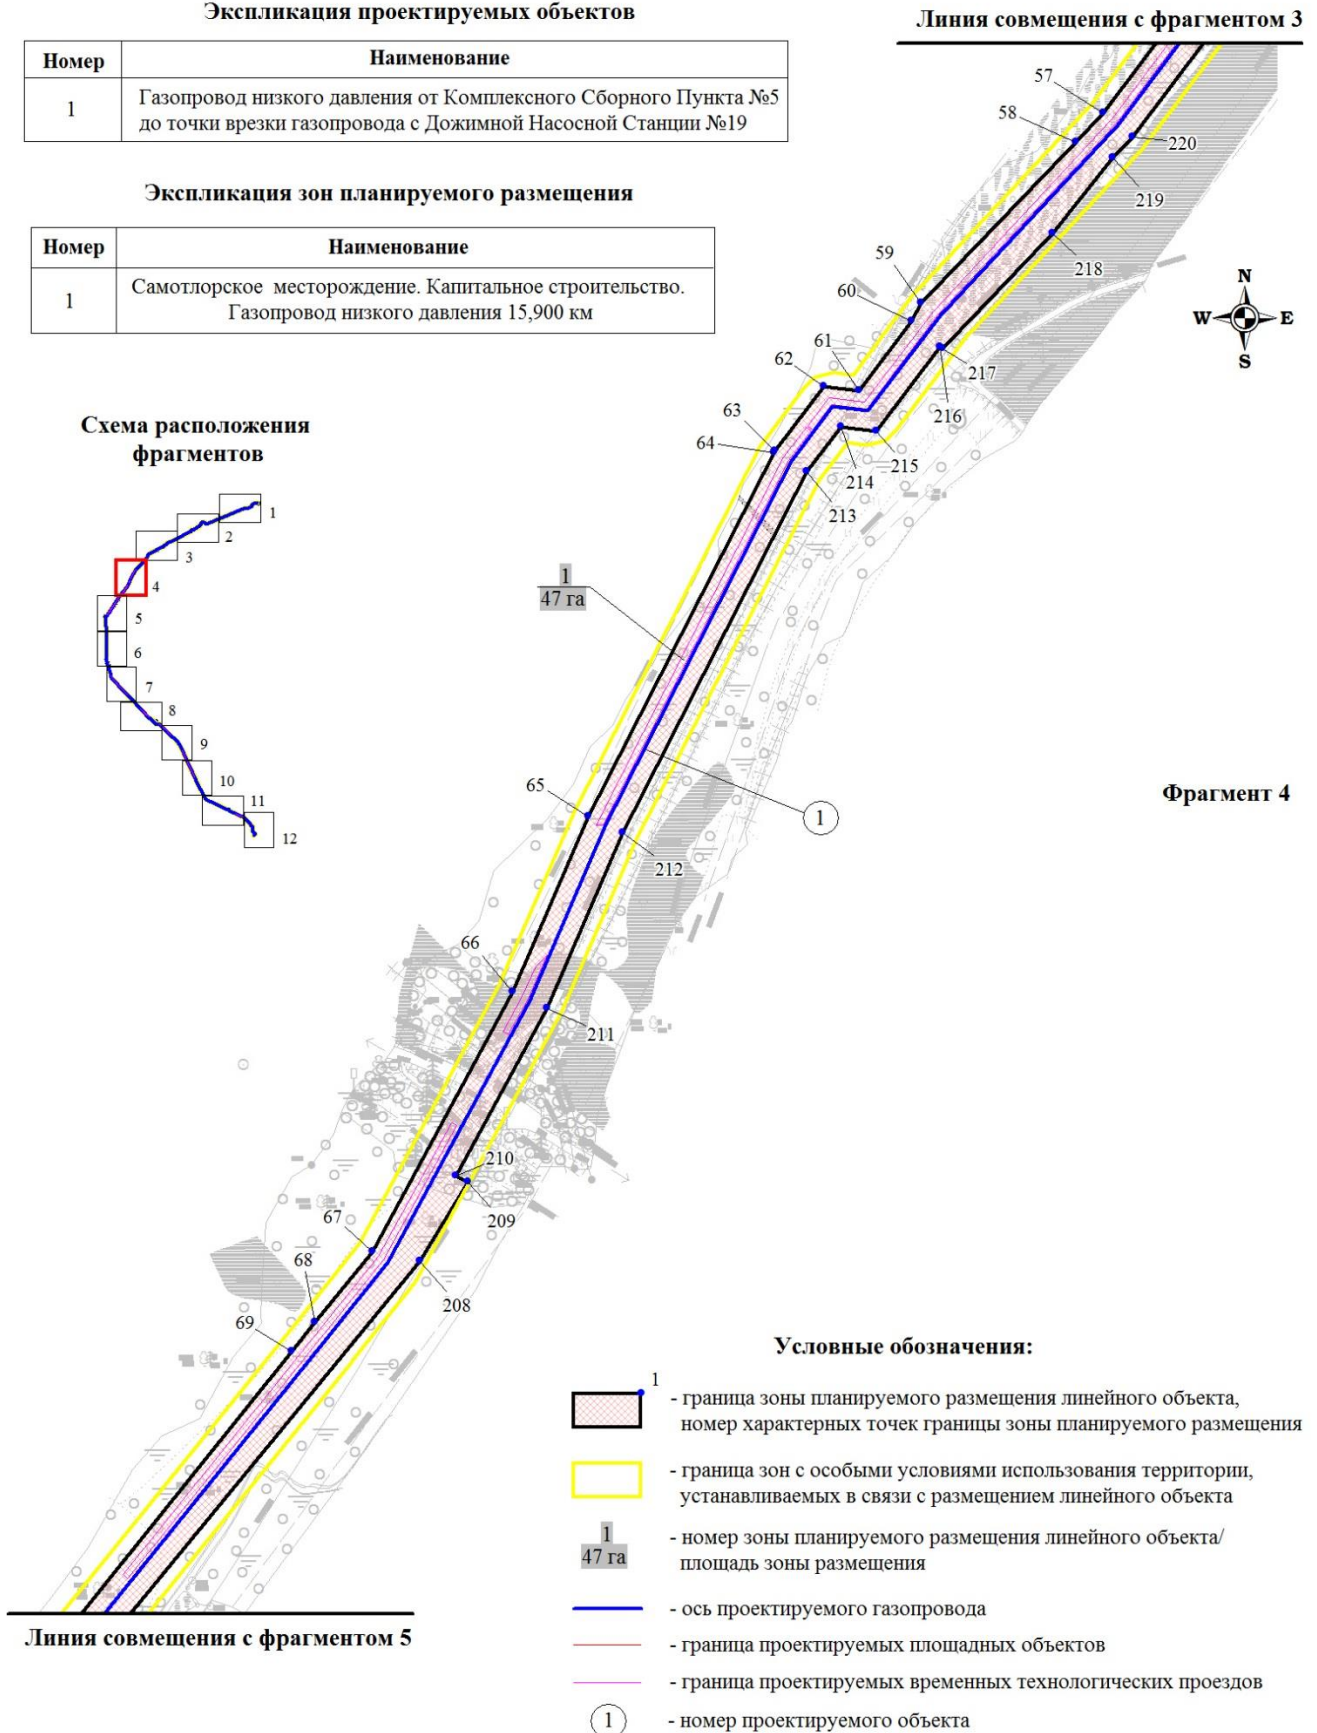 Экспликация проектируемых объектов
Линия совмещения с фрагментом 3
Номер
Наименование
1
Газопровод низкого давления от Комплексного Сборного Пункта №5
до точки врезки газопровода с Дожимной Насосной Станции №19
Экспликация зон планируемого размещения
Номер
Наименование
1
Самотлорское месторождение. Капитальное строительство.
Газопровод низкого давления 15,900 км
57
58
220
219
218
59
60
61
62
217
216
63
64
215
214
213
N
W
E
S
Схема расположения
фрагментов
1
2
3
4
5
6
7
8
9
10
11
12
1
47 га
65
1
212
Фрагмент 4
66
211
210
209
67
68
208
69
Условные обозначения:
1
- граница зоны планируемого размещения линейного объекта,
номер характерных точек границы зоны планируемого размещения
- граница зон с особыми условиями использования территории,
устанавливаемых в связи с размещением линейного объекта
1
47 га
- номер зоны планируемого размещения линейного объекта/
площадь зоны размещения
- ось проектируемого газопровода
- граница проектируемых площадных объектов
- граница проектируемых временных технологических проездов
1
- номер проектируемого объекта
Линия совмещения с фрагментом 5